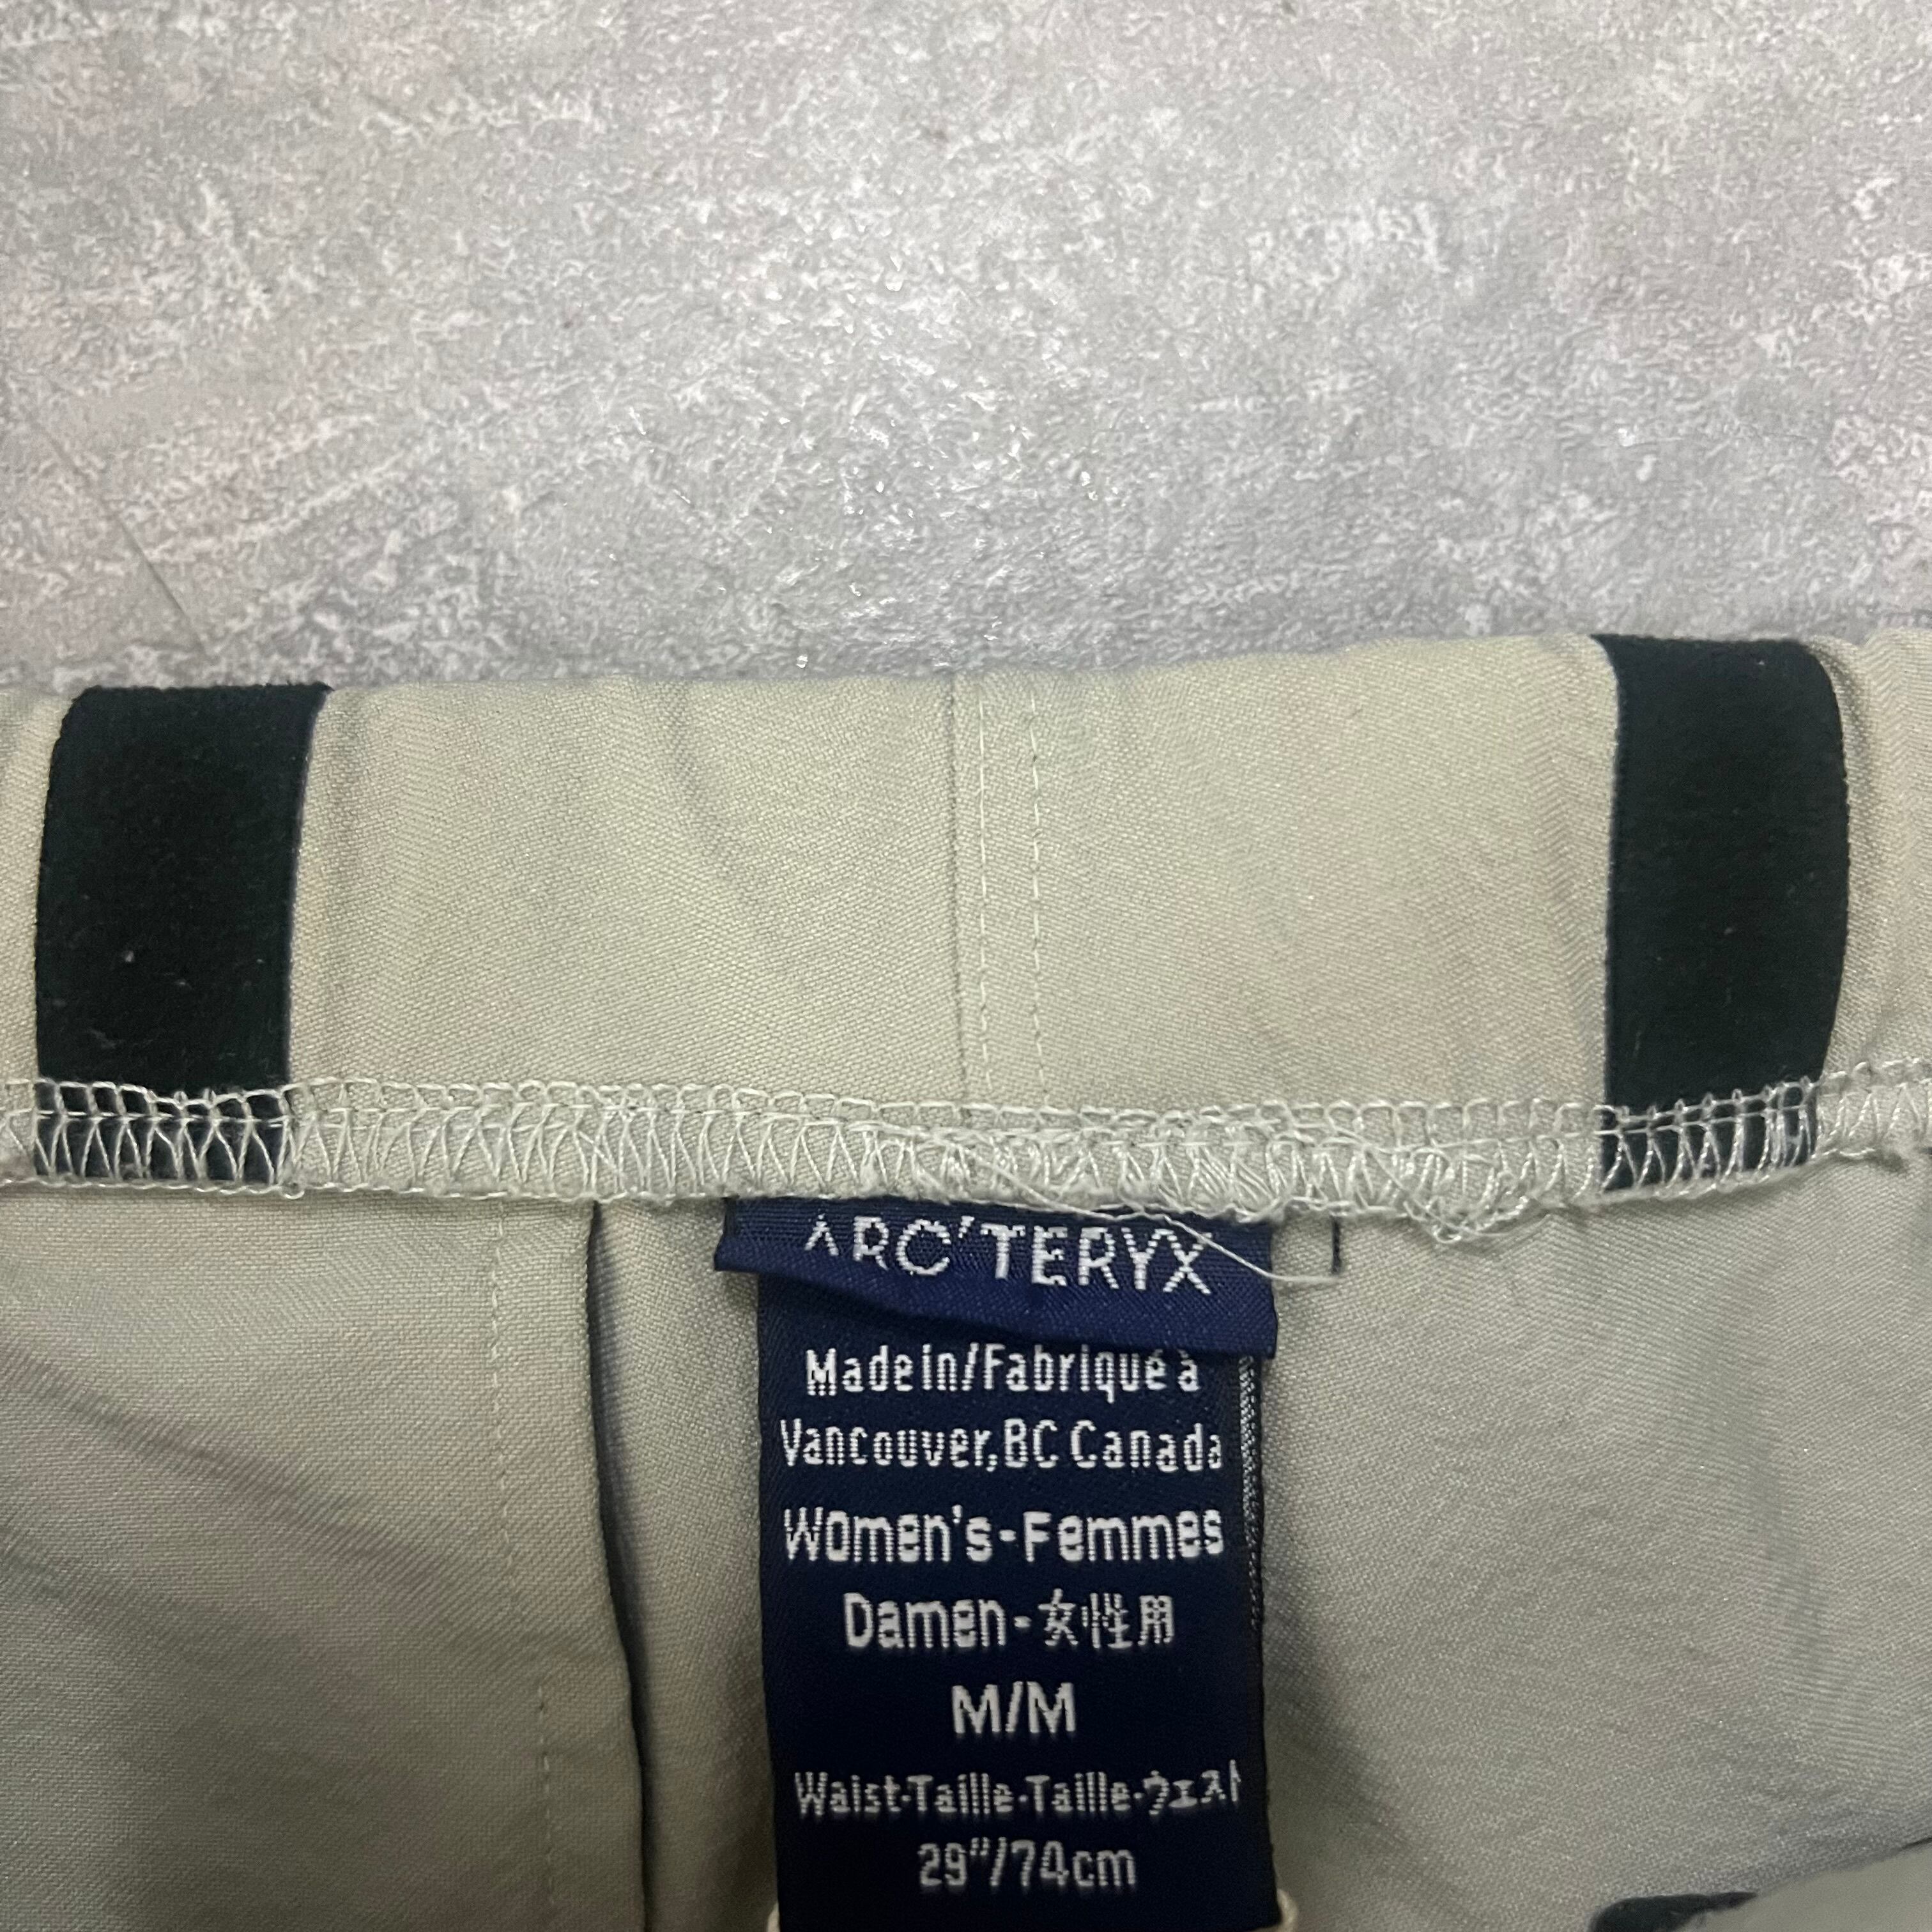 ARC'TERYX
Made in/Fabriqué à
Vancouver, BC Canada
Women's-Femmes
Damen-女性用
M/M
Waist-Taille-Taille-ウェスト
29"/74cm